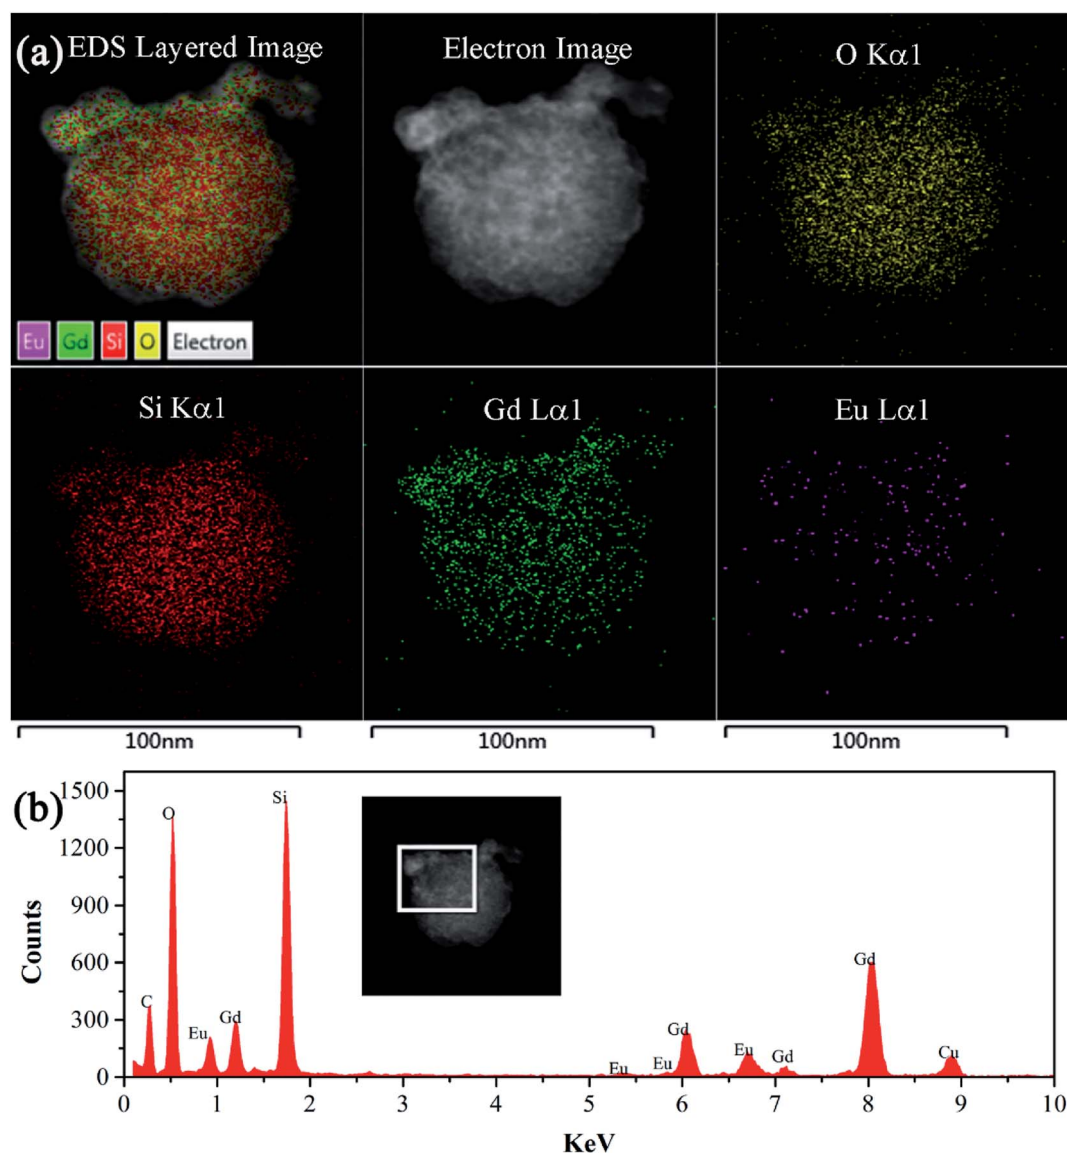 (a) EDS Layered Image
Electron Image
O Kα1
Eu Gd Si O Electron
Si Kα1
Gd Lα1
Eu Lα1
100nm
100nm
100nm
(b)
1500
1200
900
600
300
0
Counts
C
O
Eu
Gd
Si
Eu
Eu
Gd
Eu
Gd
Gd
Cu
0 1 2 3 4 5 6 7 8 9 10
KeV